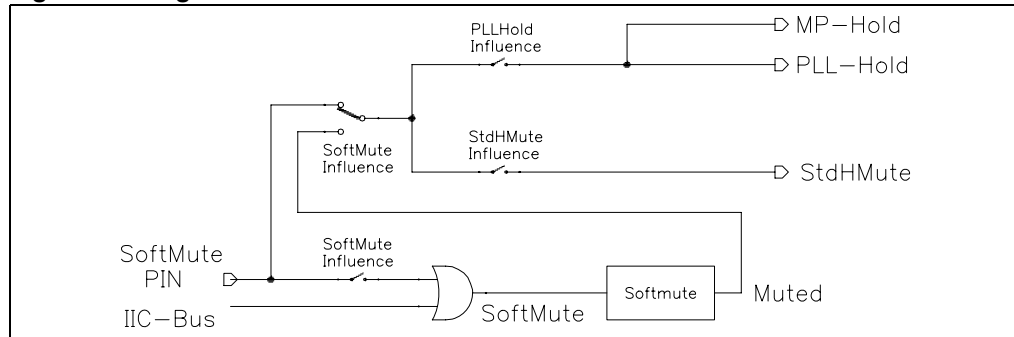 PLLHold
Influence
MP-Hold
PLL-Hold
SoftMute
Influence
StdHMute
Influence
StdHMute
SoftMute
PIN
SoftMute
Influence
IIC-Bus
SoftMute
Softmute
Muted